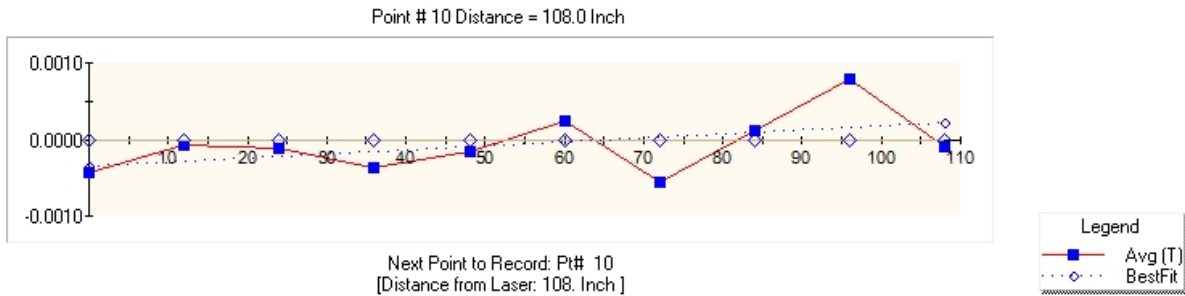 Point # 10 Distance = 108.0 Inch
0.0010
0.0000
10 20 30 40 50 60 70 80 90 100 110
-0.0010
Legend
Avg (T)
BestFit
Next Point to Record: Pt# 10
[Distance from Laser: 108. Inch ]